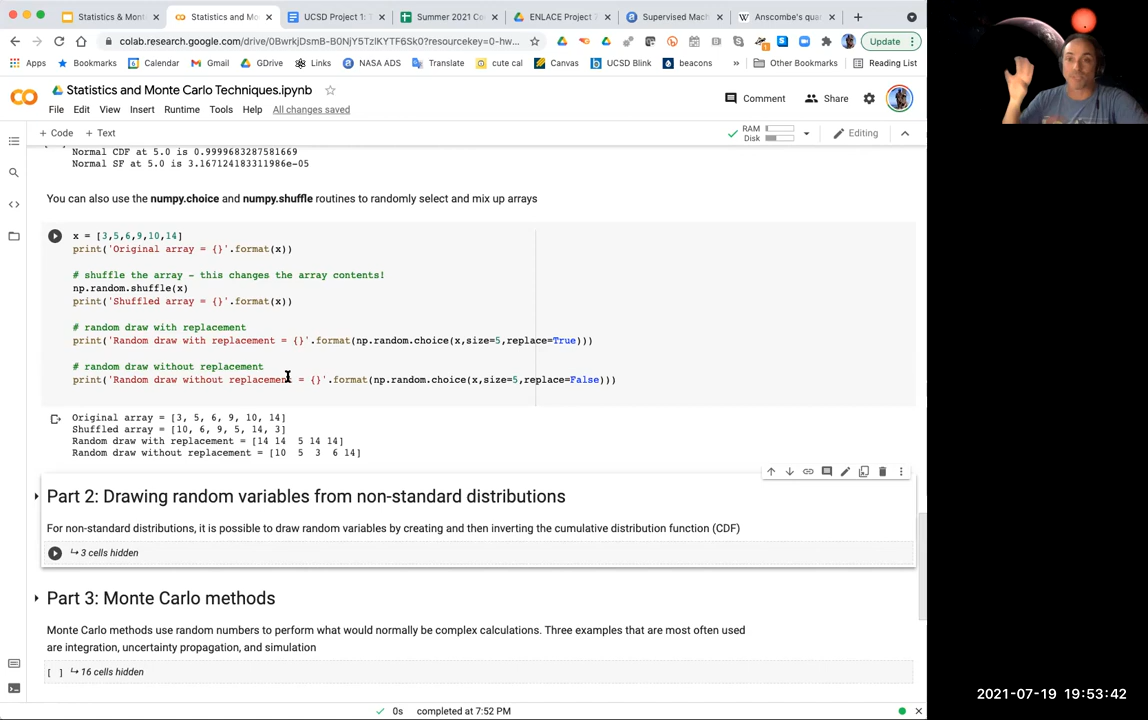 Statistics & Mont
Statistics and Mo
UCSD Project 1: T
Summer 2021 Co
ENLACE Project 7
Supervised Mac
Anscombe's qua
colab.research.google.com/drive/0BwrkjDsmB-B0NjY5TzlKYTF6Sk0?resourcekey=0-hw...
Update
Apps
Bookmarks
Calendar
Gmail
GDrive
Links
NASA ADS
Translate
cute cal
Canvas
UCSD Blink
beacons
»
Other Bookmarks
Reading List
Statistics and Monte Carlo Techniques.ipynb
File Edit View Insert Runtime Tools Help All changes saved
Comment
Share
+ Code + Text
RAM
Disk
Editing
Normal CDF at 5.0 is 0.9999683287581669
Normal SF at 5.0 is 3.167124183311986e-05
You can also use the numpy.choice and numpy.shuffle routines to randomly select and mix up arrays
x = [3,5,6,9,10,14]
print('Original array = {}'.format(x))
# shuffle the array - this changes the array contents!
np.random.shuffle(x)
print('Shuffled array = {}'.format(x))
# random draw with replacement
print('Random draw with replacement = {}'.format(np.random.choice(x,size=5,replace=True)))
# random draw without replacement
print('Random draw without replacement = {}'.format(np.random.choice(x,size=5,replace=False)))
Original array = [3, 5, 6, 9, 10, 14]
Shuffled array = [10, 6, 9, 5, 14, 3]
Random draw with replacement = [14 14  5 14 14]
Random draw without replacement = [10  5  3  6 14]
Part 2: Drawing random variables from non-standard distributions
For non-standard distributions, it is possible to draw random variables by creating and then inverting the cumulative distribution function (CDF)
3 cells hidden
Part 3: Monte Carlo methods
Monte Carlo methods use random numbers to perform what would normally be complex calculations. Three examples that are most often used
are integration, uncertainty propagation, and simulation
[ ] 16 cells hidden
0s completed at 7:52 PM
2021-07-19 19:53:42